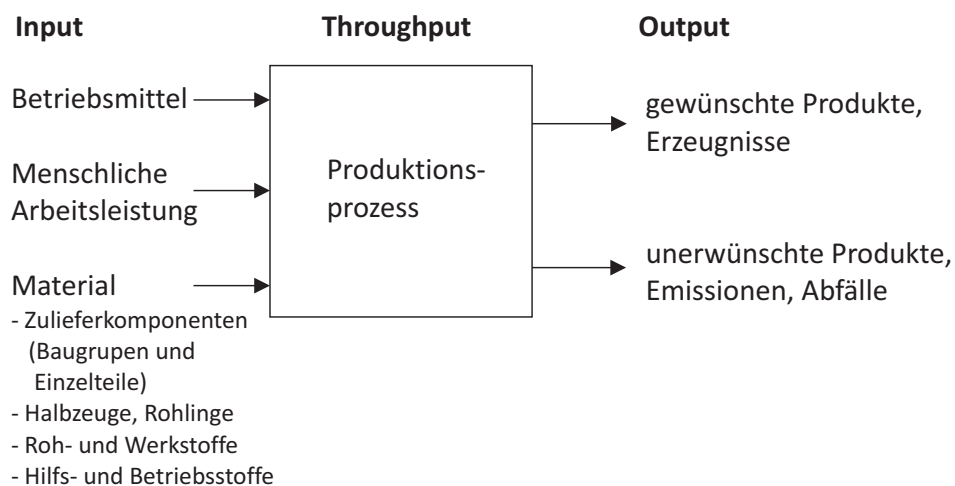 Input
Throughput
Output
Betriebsmittel
Menschliche
Arbeitsleistung
Material
- Zulieferkomponenten
(Baugrupen und
Einzelteile)
- Halbzeuge, Rohlinge
- Roh- und Werkstoffe
- Hilfs- und Betriebsstoffe
Produktions-
prozess
gewünschte Produkte,
Erzeugnisse
unerwünschte Produkte,
Emissionen, Abfälle